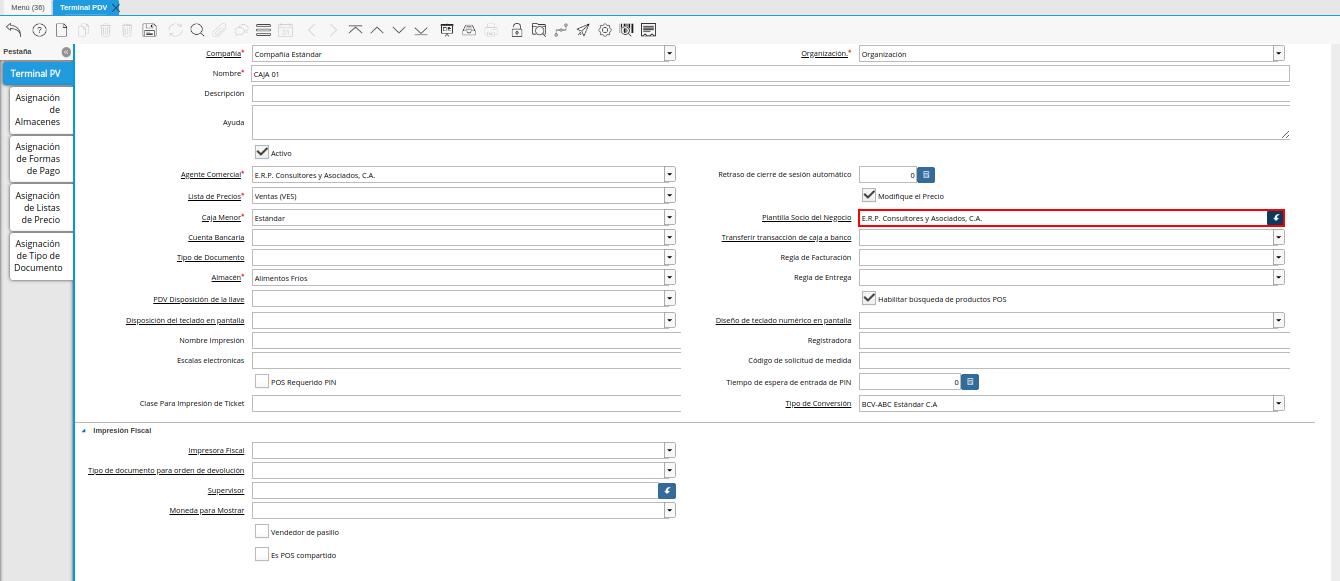 Menú (36)
Terminal PDV
Pestaña
Terminal PV
Asignación de Almacenes
Asignación de Formas de Pago
Asignación de Listas de Precio
Asignación de Tipo de Documento
Compañía* Compañía Estándar
Organización.* Organización
Nombre* CAJA 01
Descripción
Ayuda
Activo
Agente Comercial* E.R.P. Consultores y Asociados, C.A.
Retraso de cierre de sesión automático 0
Lista de Precios* Ventas (VES)
Modifique el Precio
Caja Menor* Estándar
Plantilla Socio del Negocio E.R.P. Consultores y Asociados, C.A.
Cuenta Bancaria
Transferir transacción de caja a banco
Tipo de Documento
Regla de Facturación
Almacén* Alimentos Fríos
Regla de Entrega
PDV Disposición de la llave
Habilitar búsqueda de productos POS
Disposición del teclado en pantalla
Diseño de teclado numérico en pantalla
Nombre Impresión
Registradora
Escalas electronicas
Código de solicitud de medida
POS Requerido PIN
Tiempo de espera de entrada de PIN 0
Clase Para Impresión de Ticket
Tipo de Conversión BCV-ABC Estándar C.A
Impresión Fiscal
Impresora Fiscal
Tipo de documento para orden de devolución
Supervisor
Moneda para Mostrar
Vendedor de pasillo
Es POS compartido